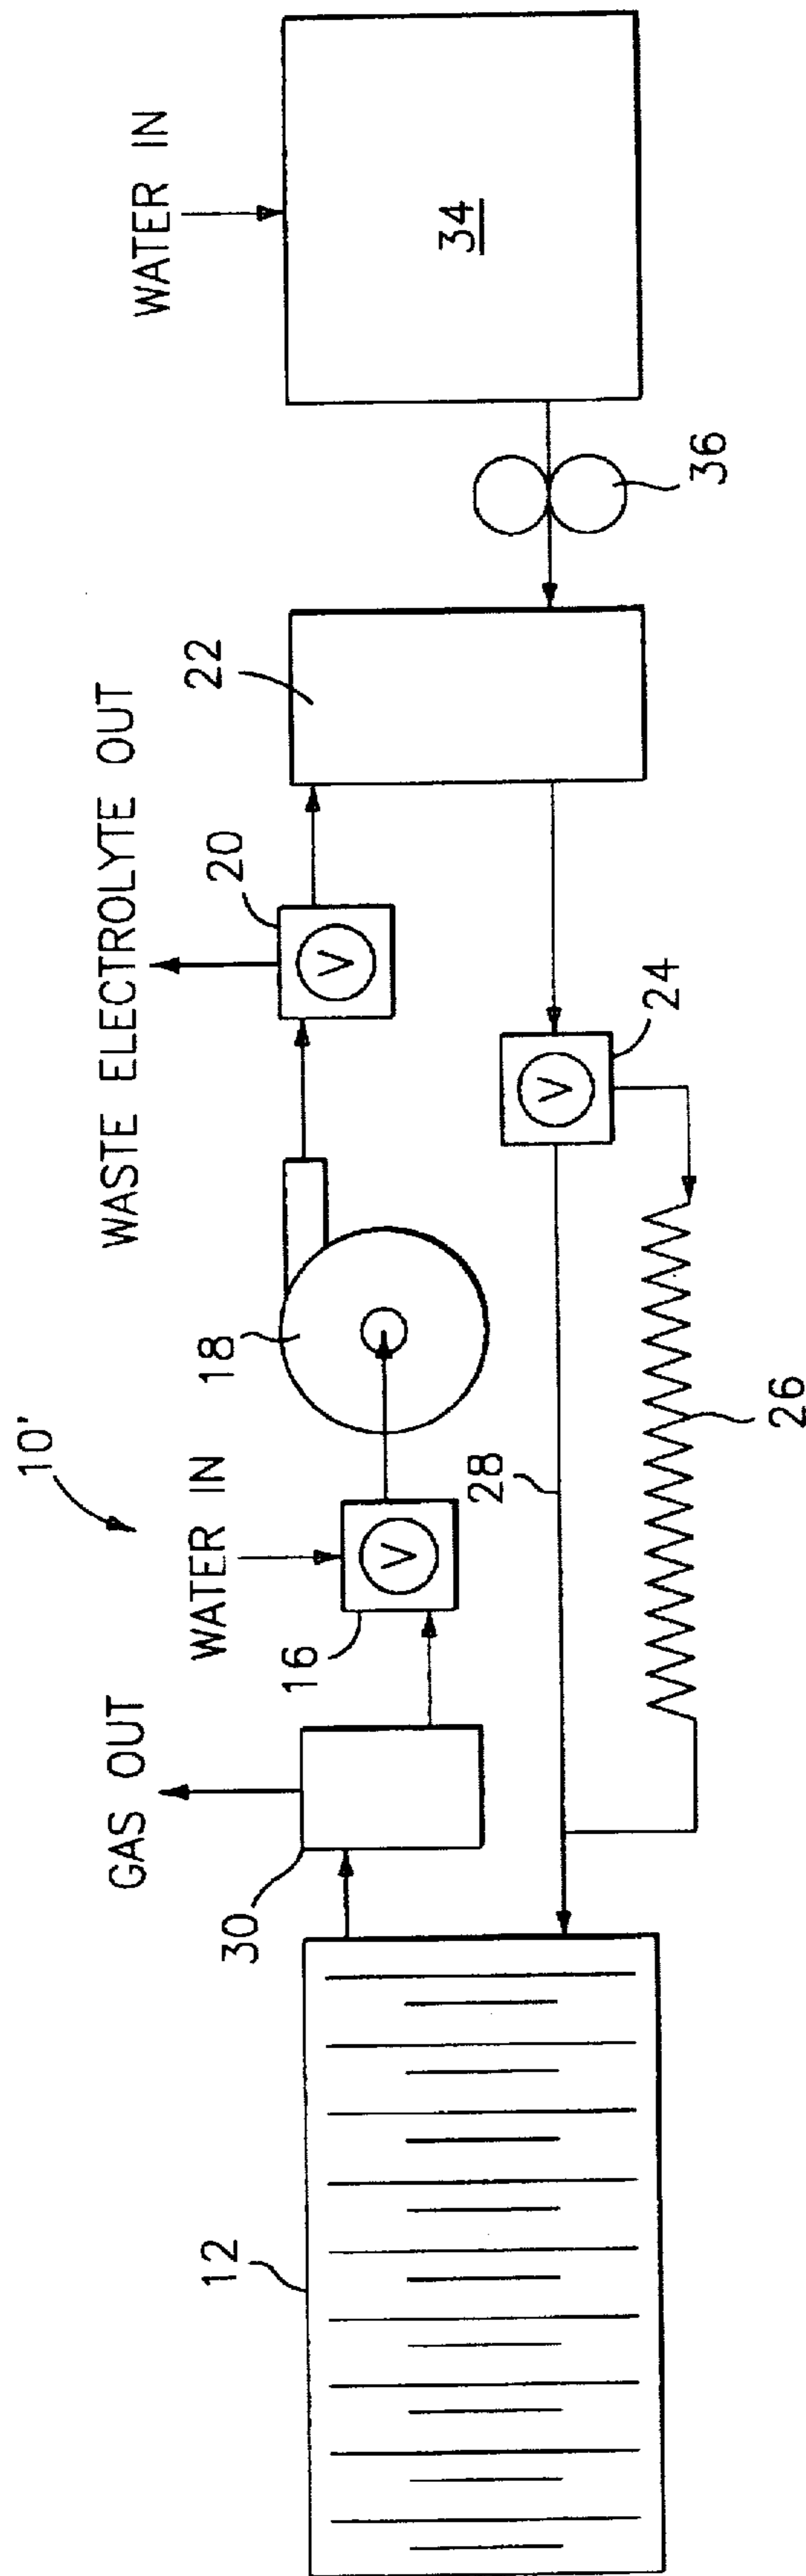 10'
WATER IN
34
36
22
WASTE ELECTROLYTE OUT
20
V
24
V
18
26
28
WATER IN
16
V
GAS OUT
30
12